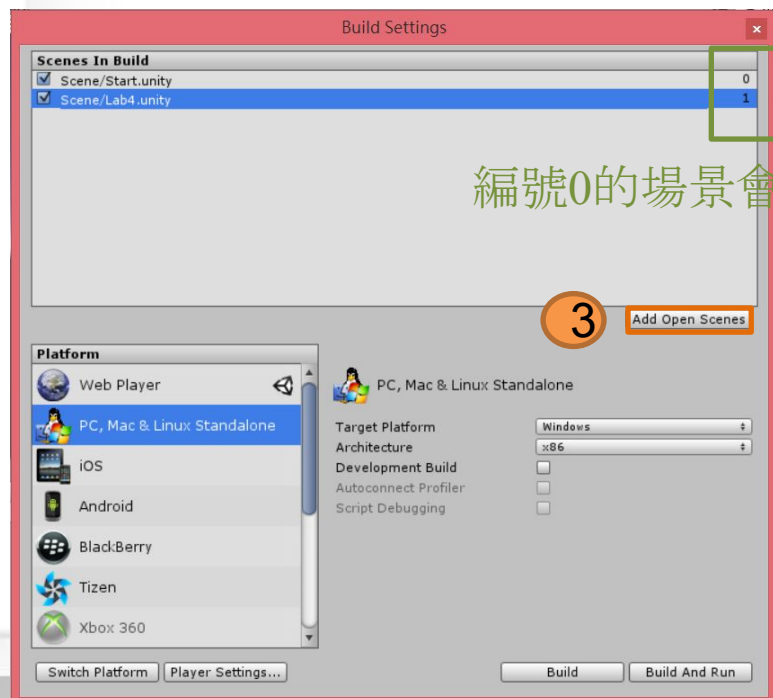 Build Settings
x
Scenes In Build
Scene/Start.unity 0
Scene/Lab4.unity 1
編號0的場景會
3
Add Open Scenes
Platform
Web Player
PC, Mac & Linux Standalone
iOS
Android
BlackBerry
Tizen
Xbox 360
PC, Mac & Linux Standalone
Target Platform Windows
Architecture x86
Development Build
Autoconnect Profiler
Script Debugging
Switch Platform Player Settings... Build Build And Run